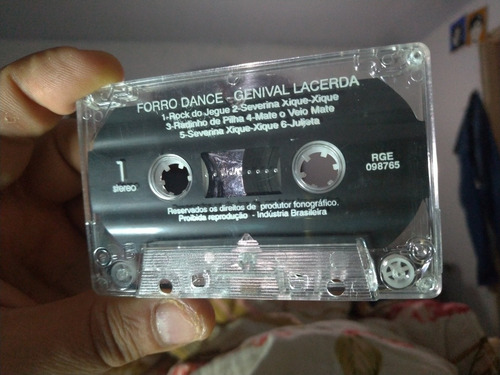 FORRO DANCE - GENIVAL LACERDA
1-Rock do Jegue 2-Severina Xique-Xique
3-Radinho de Pilha 4-Mate o Veio Mate
5-Severina Xique-Xique 6-Julieta
1
stereo
RGE
098765
Reservados os direitos de produtor fonográfico.
Proibida reprodução - Indústria Brasileira